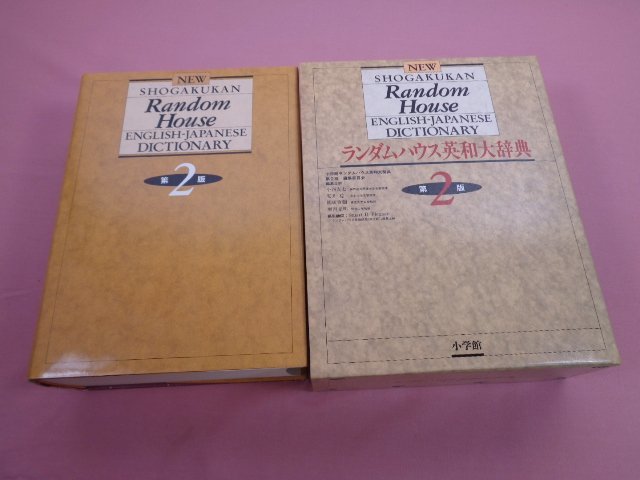 NEW
SHOGAKUKAN
Random
House
ENGLISH-JAPANESE
DICTIONARY
第2版
NEW
SHOGAKUKAN
Random
House
ENGLISH-JAPANESE
DICTIONARY
ランダムハウス英和大辞典
第2版
小学館